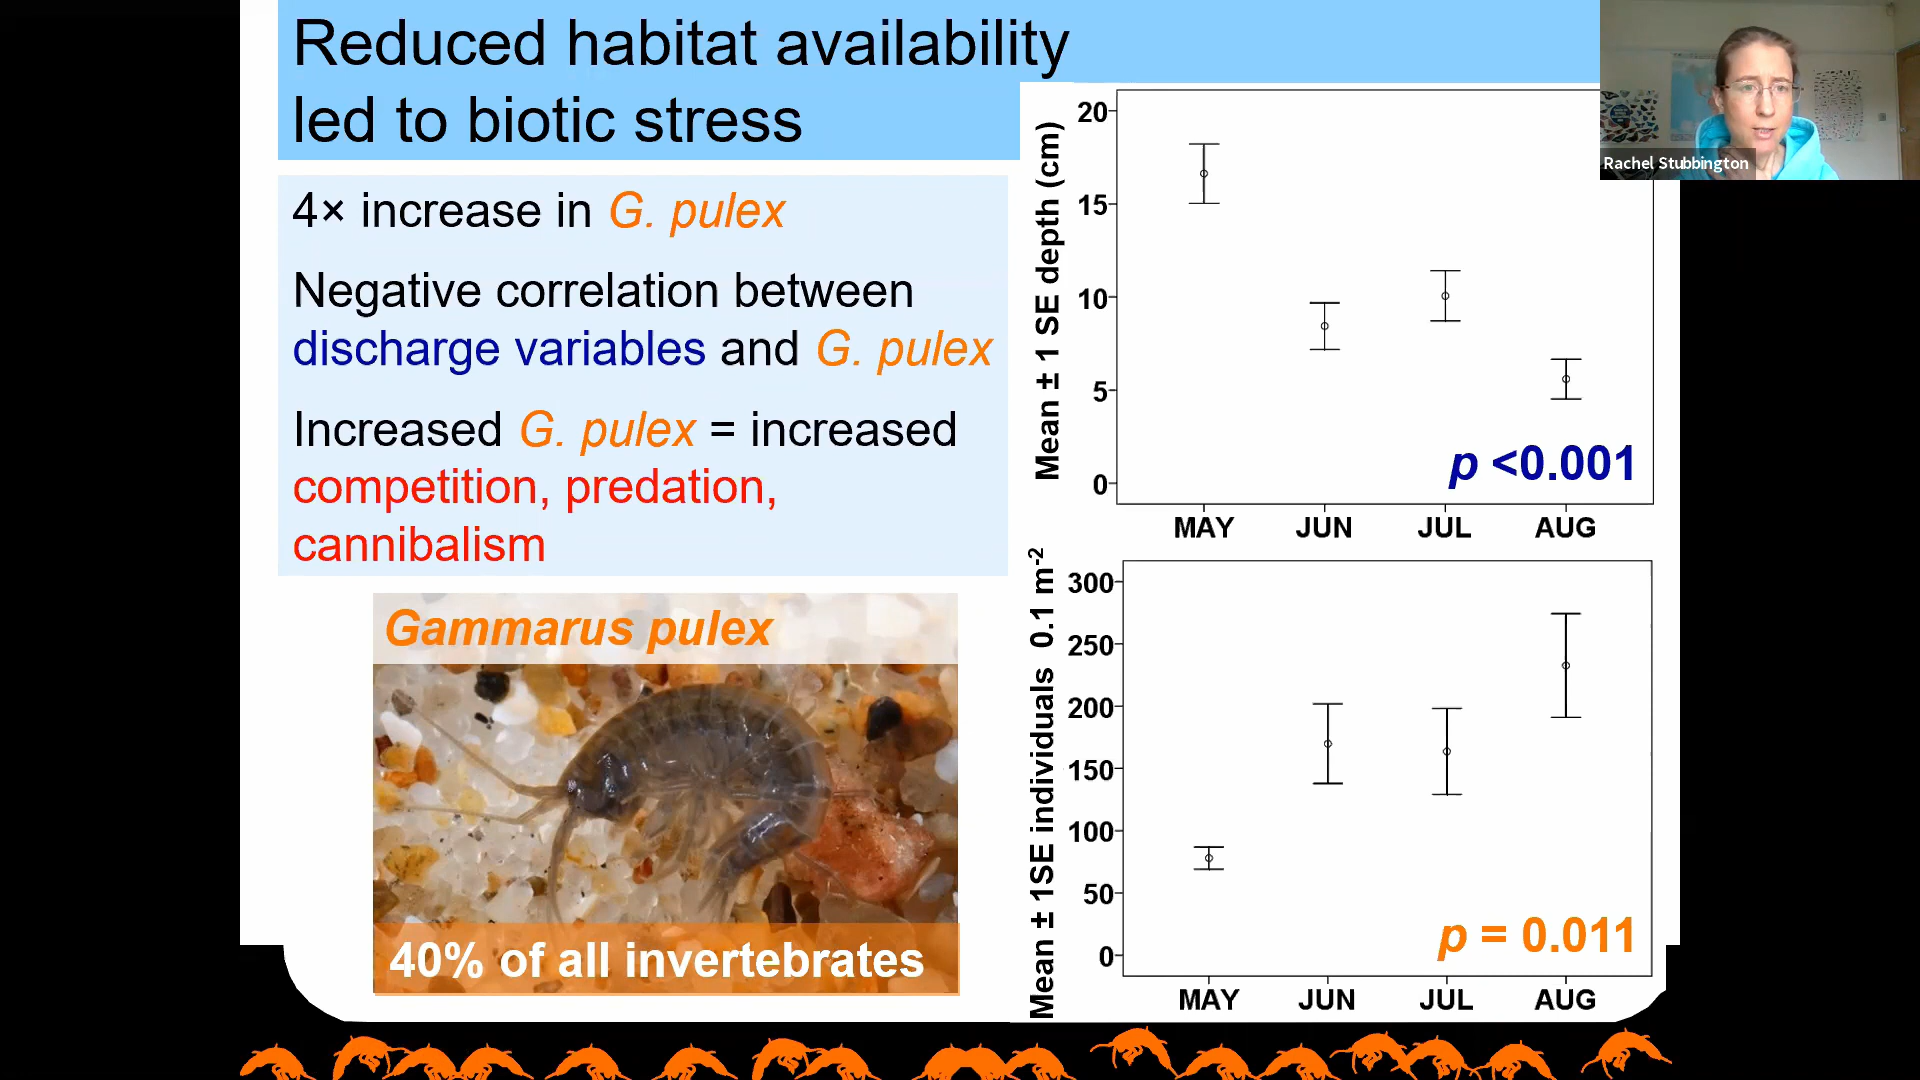 Reduced habitat availability
led to biotic stress
Rachel Stubbington
4× increase in G. pulex
Negative correlation between
discharge variables and G. pulex
Increased G. pulex = increased
competition, predation,
cannibalism
Gammarus pulex
40% of all invertebrates
Mean ± 1 SE depth (cm)
20
15
10
5
0
p <0.001
MAY JUN JUL AUG
Mean ± 1SE individuals 0.1 m⁻²
300
250
200
150
100
50
0
p = 0.011
MAY JUN JUL AUG